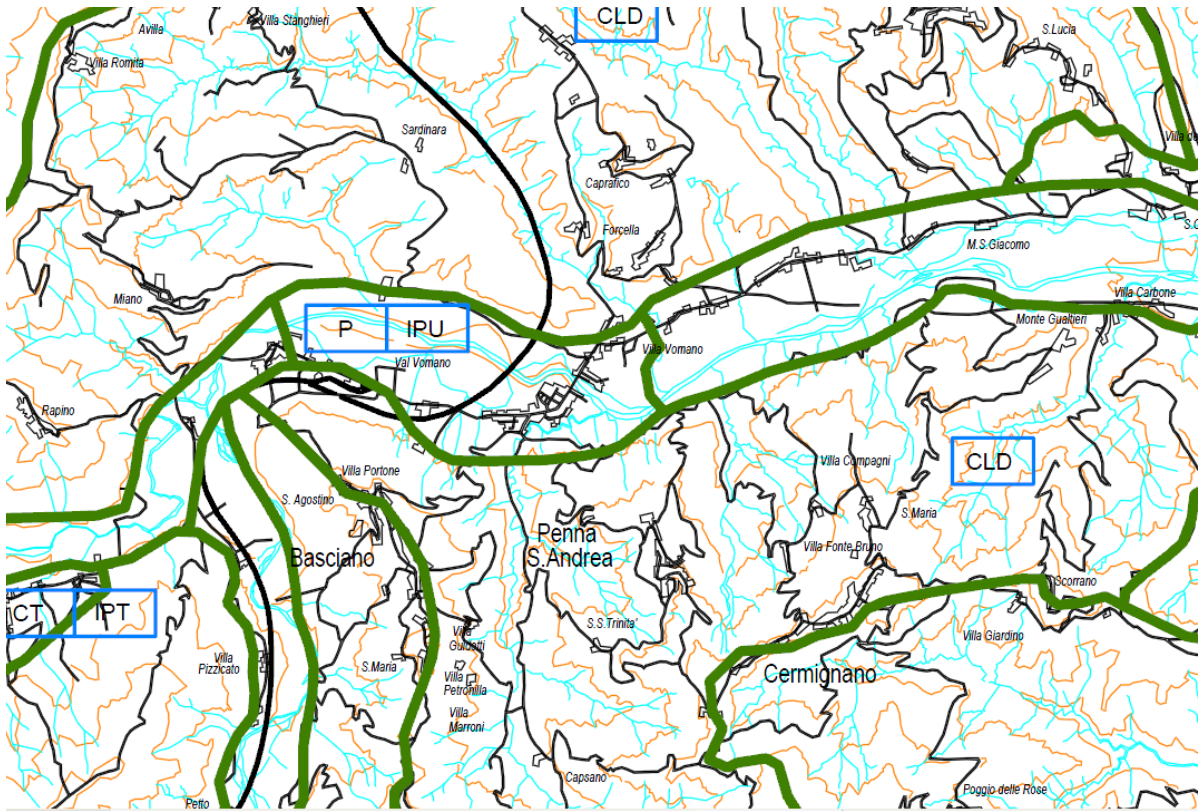 CLD
Villa Stanghieri
Avilla
S.Lucia
Villa Romita
Sardinara
Caprafico
Forcella
M.S.Giacomo
Miano
Villa Carbone
Monte Gualtieri
P
IPU
Villa Vomano
Val Vomano
Rapino
Villa Portone
Villa Compagni
CLD
S. Agostino
S.Maria
Penna
S.Andrea
Basciano
Villa Fonte Bruno
Scorrano
CT
IPT
S.S.Trinita'
Villa
Guidotti
Villa Giardino
Villa
Pizzicato
S.Maria
Cermignano
Villa
Petronilla
Villa
Marroni
Capsano
Poggio delle Rose
Petto